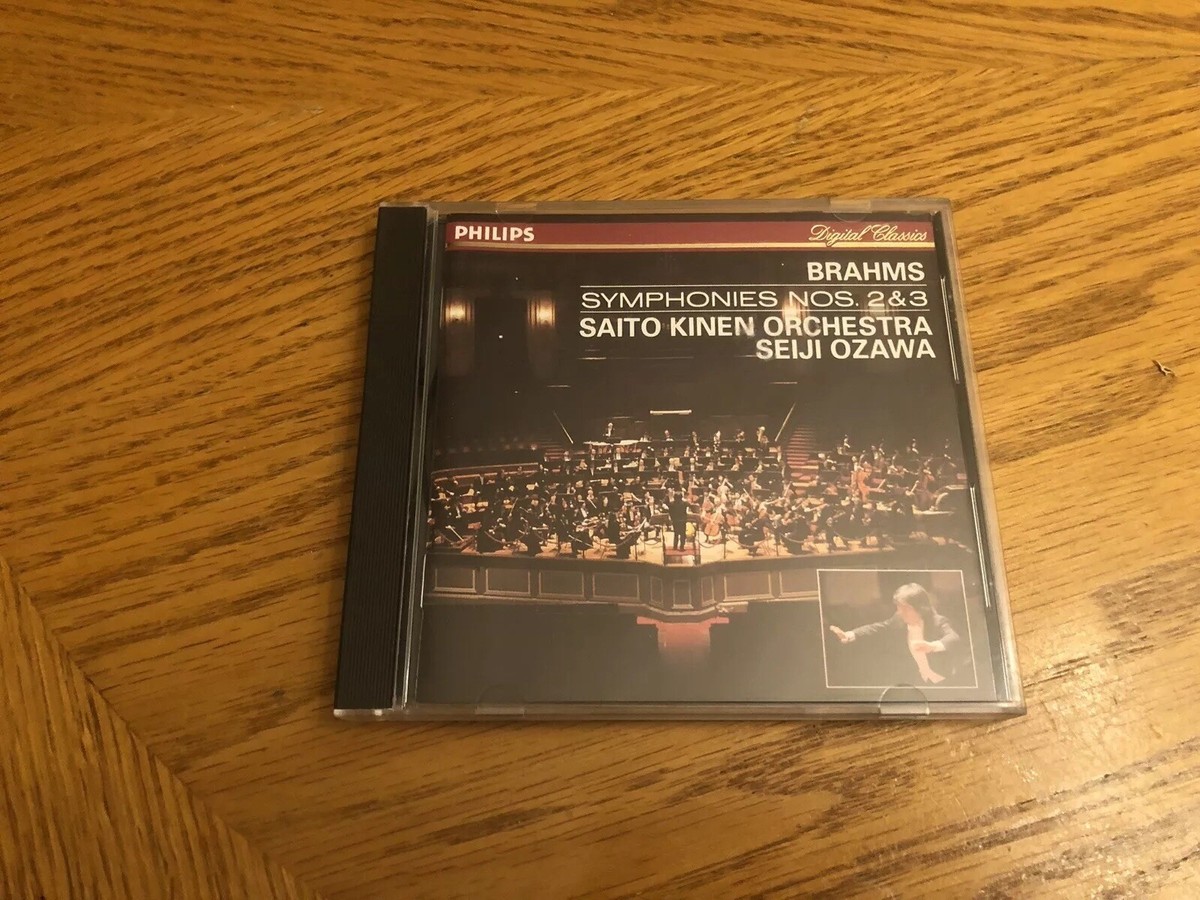 PHILIPS
Digital Classics
BRAHMS
SYMPHONIES NOS. 2&3
SAITO KINEN ORCHESTRA
SEIJI OZAWA